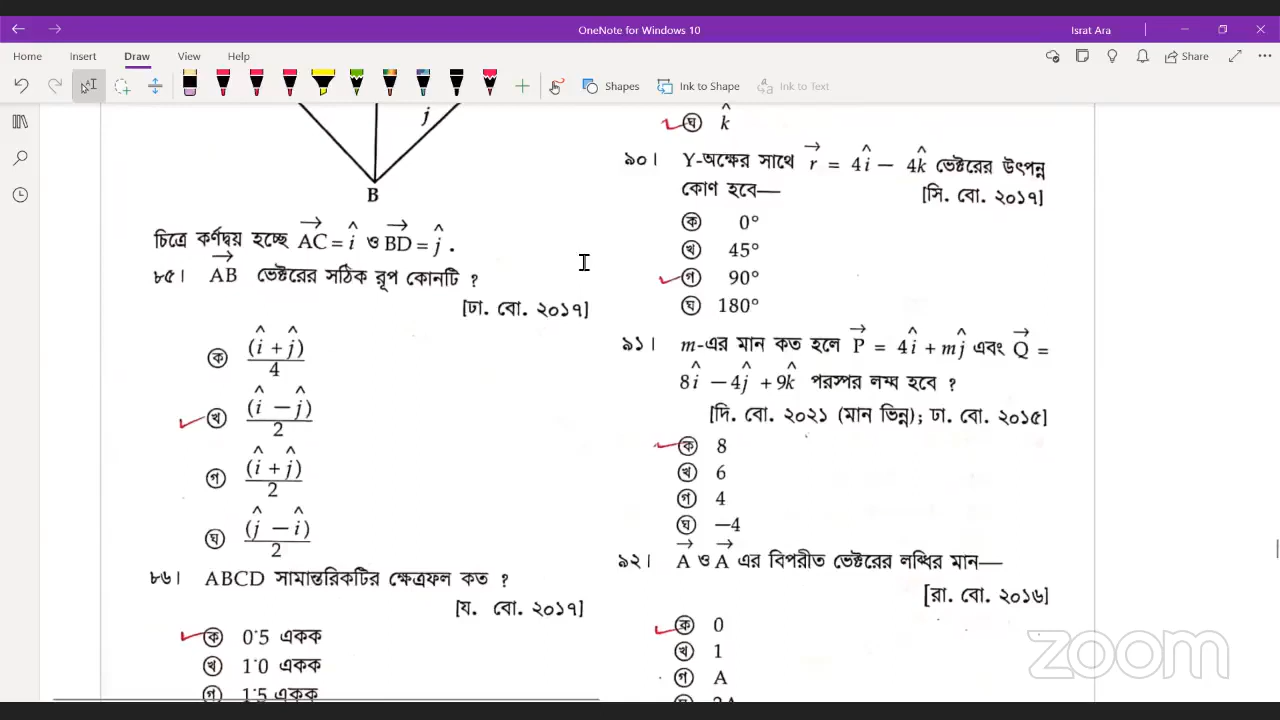 OneNote for Windows 10
Israt Ara
Home Insert Draw View Help
Share
Shapes
Ink to Shape
Ink to Text
j
B
চিত্রে কর্ণদ্বয় হচ্ছে AC⃗ = î ও BD⃗ = ĵ .
৮৫। AB⃗ ভেক্টরের সঠিক রূপ কোনটি ?
[ঢা. বো. ২০১৭]
ক (î + ĵ)/4
খ (î − ĵ)/2
গ (î + ĵ)/2
ঘ (ĵ − î)/2
৮৬। ABCD সামান্তরিকটির ক্ষেত্রফল কত ?
[য. বো. ২০১৭]
ক 0·5 একক
খ 1·0 একক
গ 1·5 একক
ঘ k̂
৯০। Y-অক্ষের সাথে r⃗ = 4î − 4k̂ ভেক্টরের উৎপন্ন
কোণ হবে—
[সি. বো. ২০১৭]
ক 0°
খ 45°
গ 90°
ঘ 180°
৯১। m-এর মান কত হলে P⃗ = 4î + mĵ এবং Q⃗ =
8î − 4ĵ + 9k̂ পরস্পর লম্ব হবে ?
[দি. বো. ২০২১ (মান ভিন্ন); ঢা. বো. ২০১৫]
ক 8
খ 6
গ 4
ঘ −4
৯২। A⃗ ও A⃗ এর বিপরীত ভেক্টরের লব্ধির মান—
[রা. বো. ২০১৬]
ক 0
খ 1
গ A
zoom